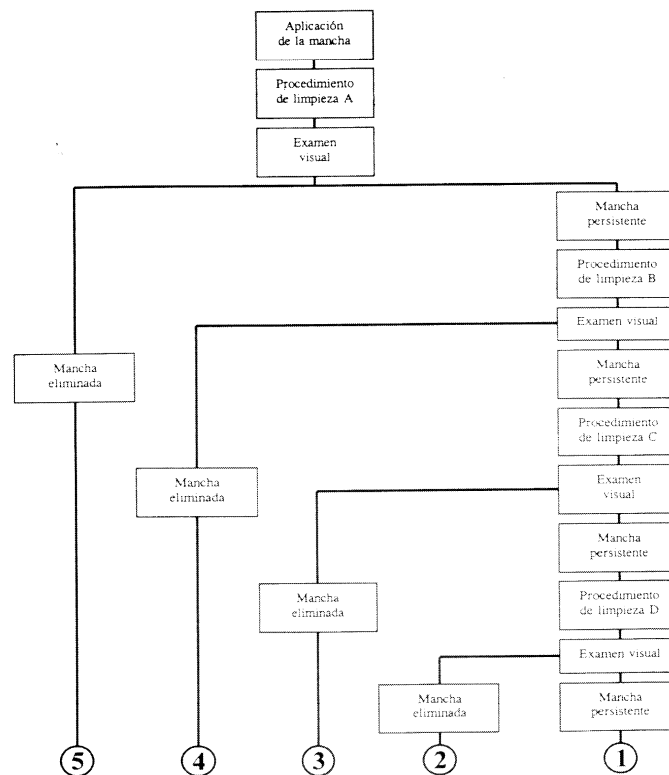 Aplicación
de la mancha
Procedimiento
de limpieza A
Examen
visual
Mancha
persistente
Procedimiento
de limpieza B
Examen visual
Mancha
eliminada
Mancha
persistente
Procedimiento
de limpieza C
Mancha
eliminada
Examen
visual
Mancha
persistente
Mancha
eliminada
Procedimiento
de limpieza D
Examen visual
Mancha
eliminada
Mancha
persistente
5 4 3 2 1